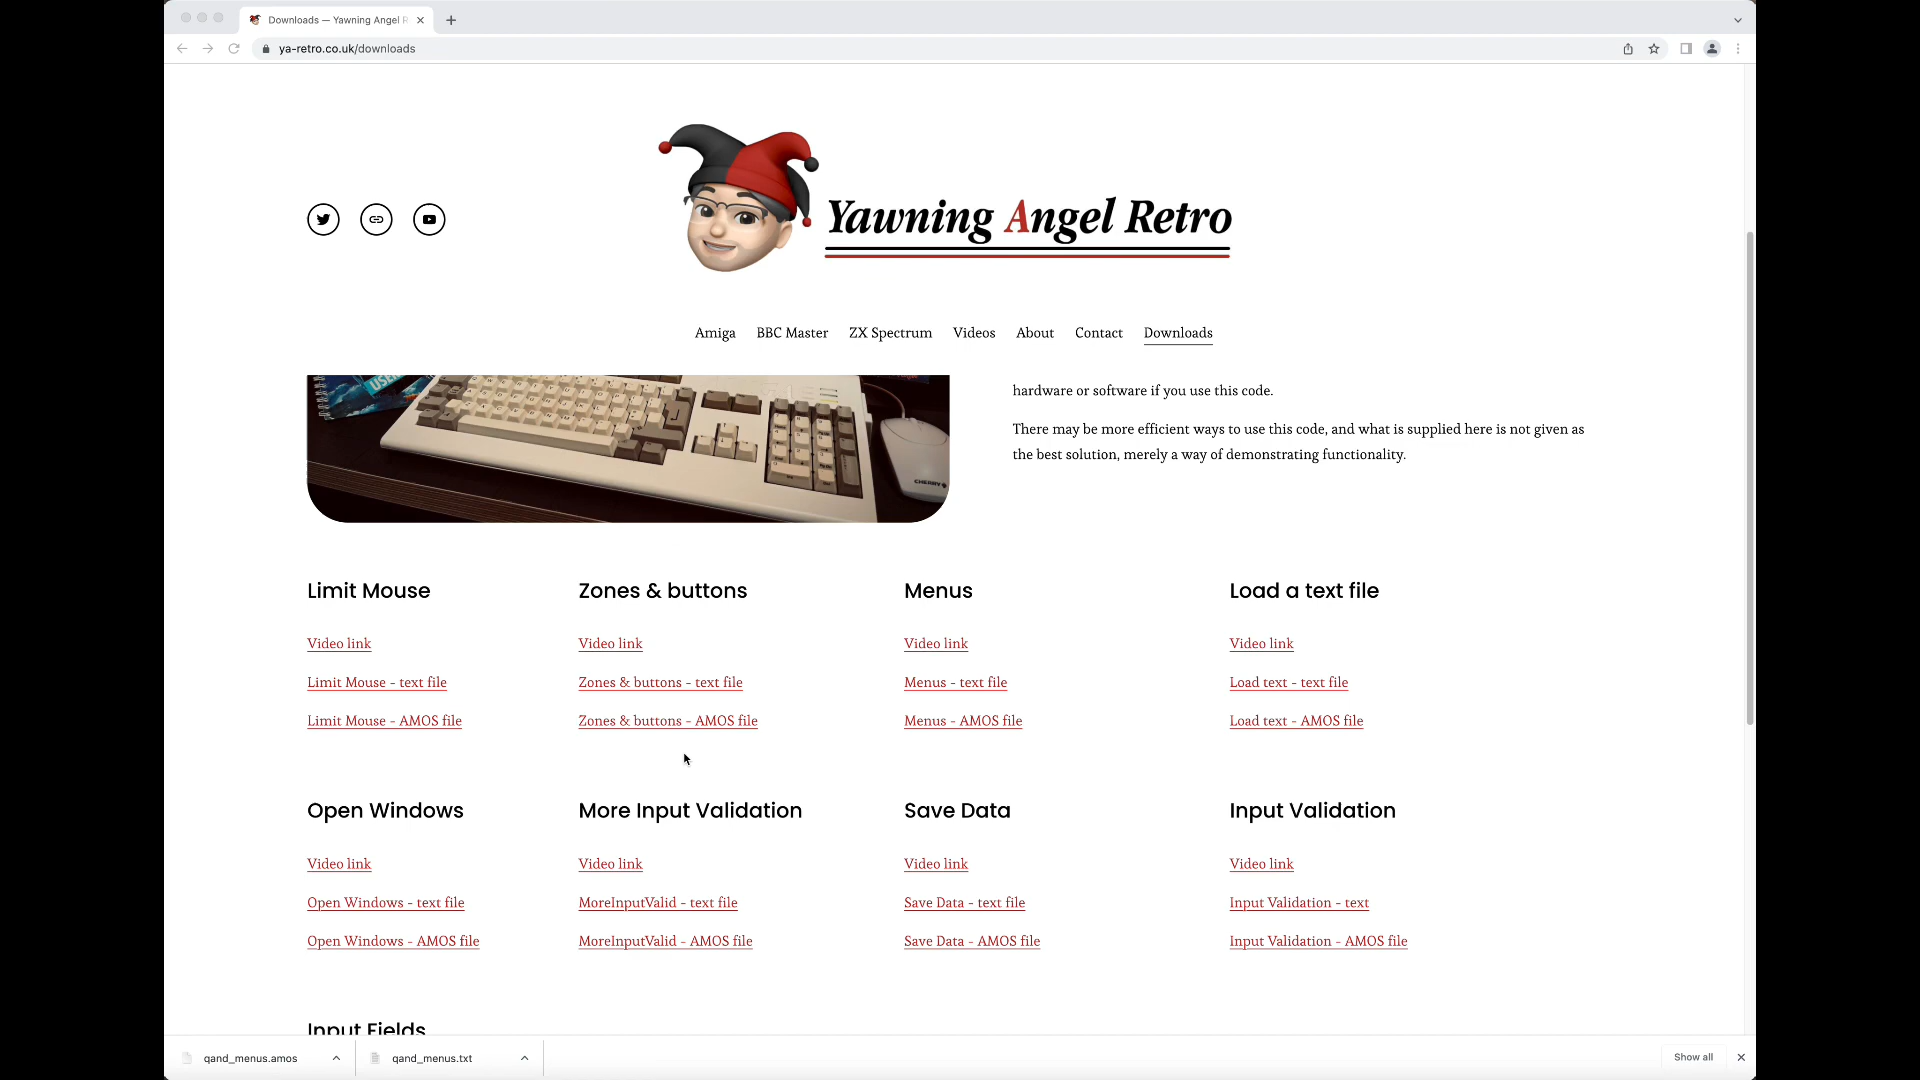 Downloads — Yawning Angel R
ya-retro.co.uk/downloads
Yawning Angel Retro
Amiga BBC Master ZX Spectrum Videos About Contact Downloads
USER
CHERRY
hardware or software if you use this code.
There may be more efficient ways to use this code, and what is supplied here is not given as
the best solution, merely a way of demonstrating functionality.
Limit Mouse
Video link
Limit Mouse - text file
Limit Mouse - AMOS file
Zones & buttons
Video link
Zones & buttons - text file
Zones & buttons - AMOS file
Menus
Video link
Menus - text file
Menus - AMOS file
Load a text file
Video link
Load text - text file
Load text - AMOS file
Open Windows
Video link
Open Windows - text file
Open Windows - AMOS file
More Input Validation
Video link
MoreInputValid - text file
MoreInputValid - AMOS file
Save Data
Video link
Save Data - text file
Save Data - AMOS file
Input Validation
Video link
Input Validation - text
Input Validation - AMOS file
Input Fields
qand_menus.amos
qand_menus.txt
Show all